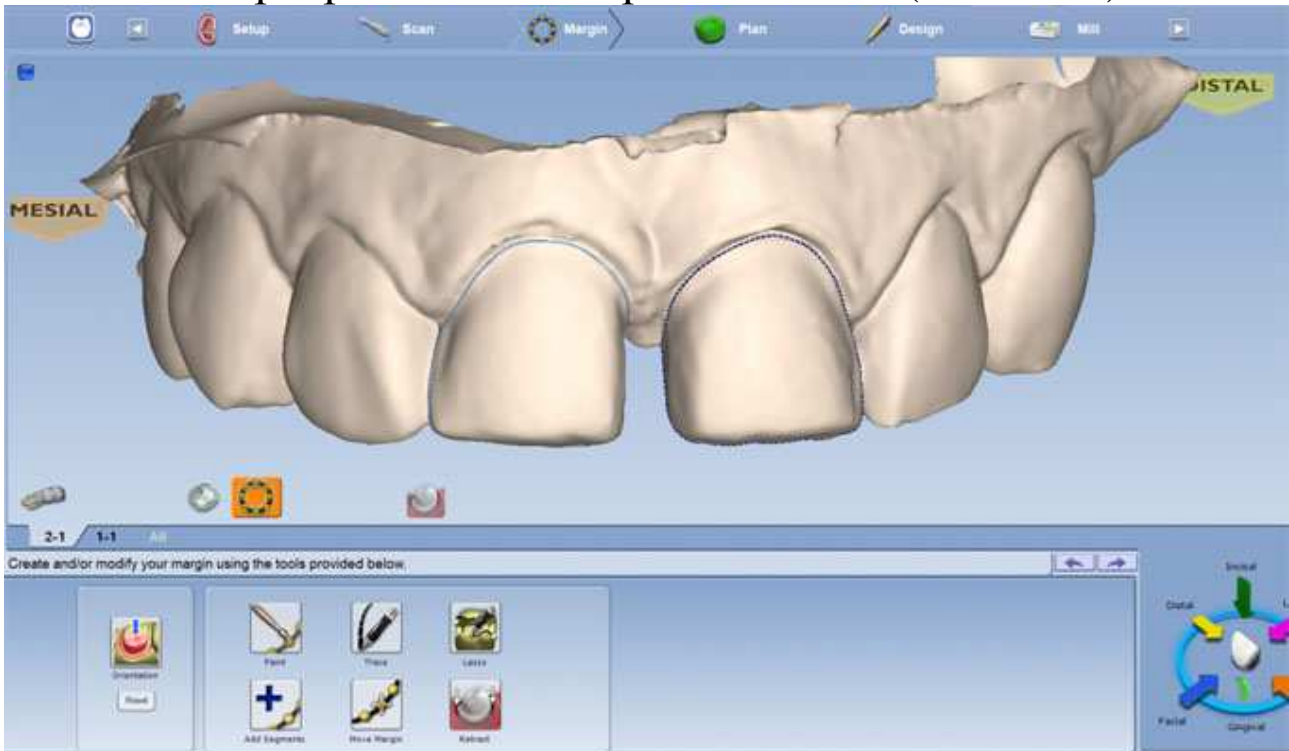 Setup
Scan
Margin
Plan
Design
Mill
DISTAL
MESIAL
2-1
1-1
All
Create and/or modify your margin using the tools provided below.
Orientation
Reset
Paint
Trace
Lasso
Add Segments
Move Margin
Retract
Incisal
Distal
L
Facial
Gingival